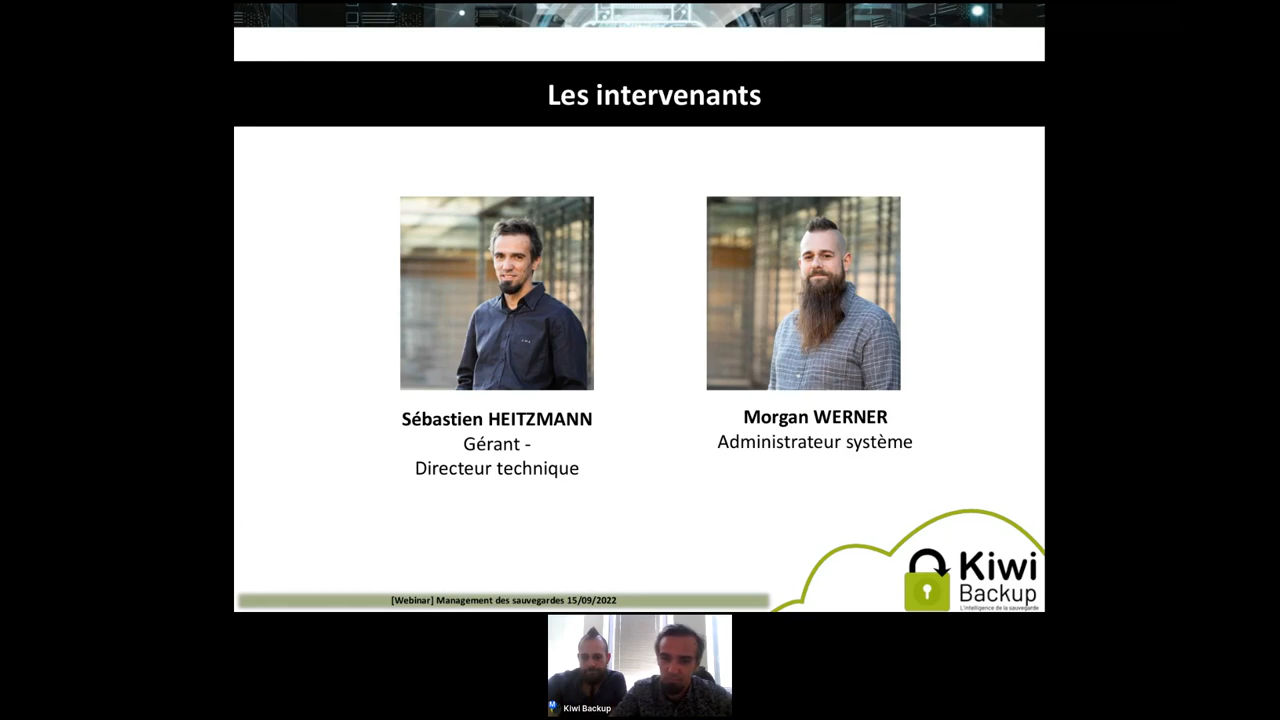 Les intervenants
Sébastien HEITZMANN
Gérant -
Directeur technique
Morgan WERNER
Administrateur système
Kiwi
Backup
L'intelligence de la sauvegarde
[Webinar] Management des sauvegardes 15/09/2022
M
Kiwi Backup